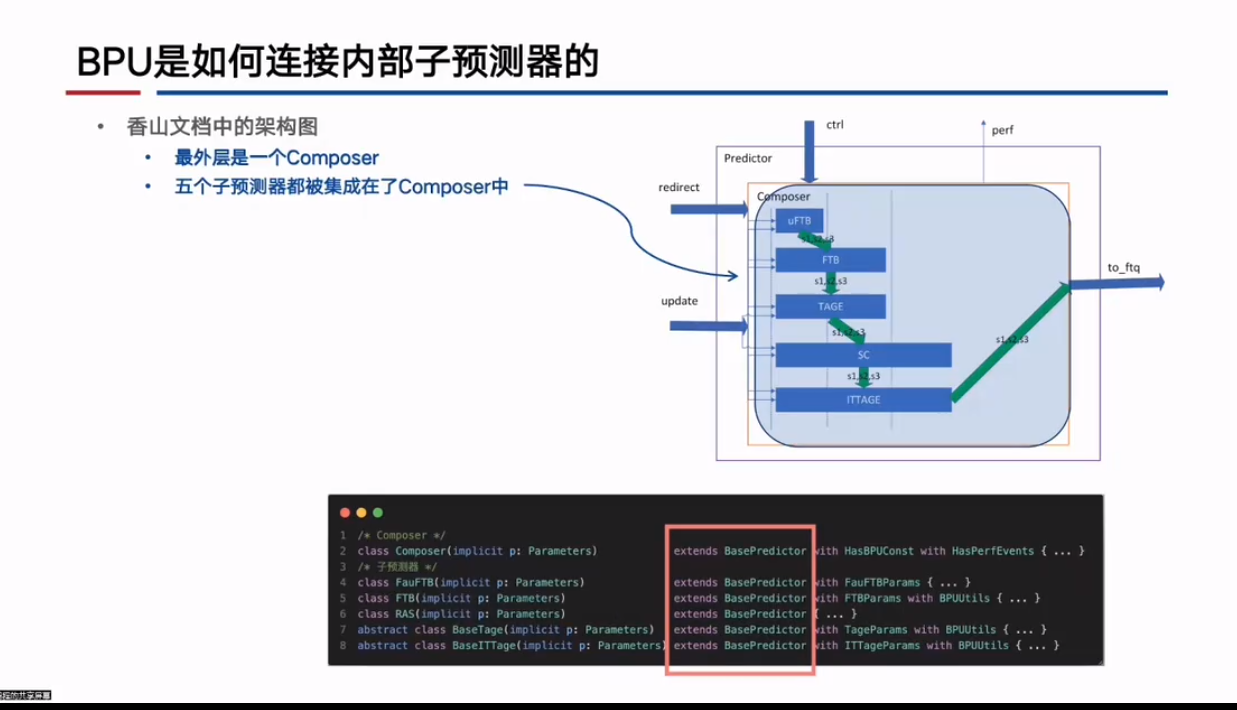 BPU是如何连接内部子预测器的
• 香山文档中的架构图
• 最外层是一个Composer
• 五个子预测器都被集成在了Composer中
ctrl
perf
Predictor
redirect
Composer
uFTB
s1,s2,s3
FTB
to_ftq
s1,s2,s3
update
TAGE
s1,s2,s3
s1,s2,s3
SC
s1,s2,s3
ITTAGE
1 /* Composer */
2 class Composer(implicit p: Parameters) extends BasePredictor with HasBPUConst with HasPerfEvents { ... }
3 /* 子预测器 */
4 class FauFTB(implicit p: Parameters) extends BasePredictor with FauFTBParams { ... }
5 class FTB(implicit p: Parameters) extends BasePredictor with FTBParams with BPUUtils { ... }
6 class RAS(implicit p: Parameters) extends BasePredictor { ... }
7 abstract class BaseTage(implicit p: Parameters) extends BasePredictor with TageParams with BPUUtils { ... }
8 abstract class BaseITTage(implicit p: Parameters) extends BasePredictor with ITTageParams with BPUUtils { ... }
的共享屏幕